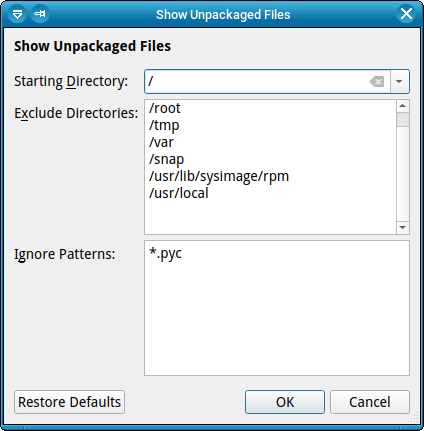 Show Unpackaged Files
Show Unpackaged Files
Starting Directory: /
Exclude Directories:
/root
/tmp
/var
/snap
/usr/lib/sysimage/rpm
/usr/local
Ignore Patterns:
*.pyc
Restore Defaults
OK
Cancel